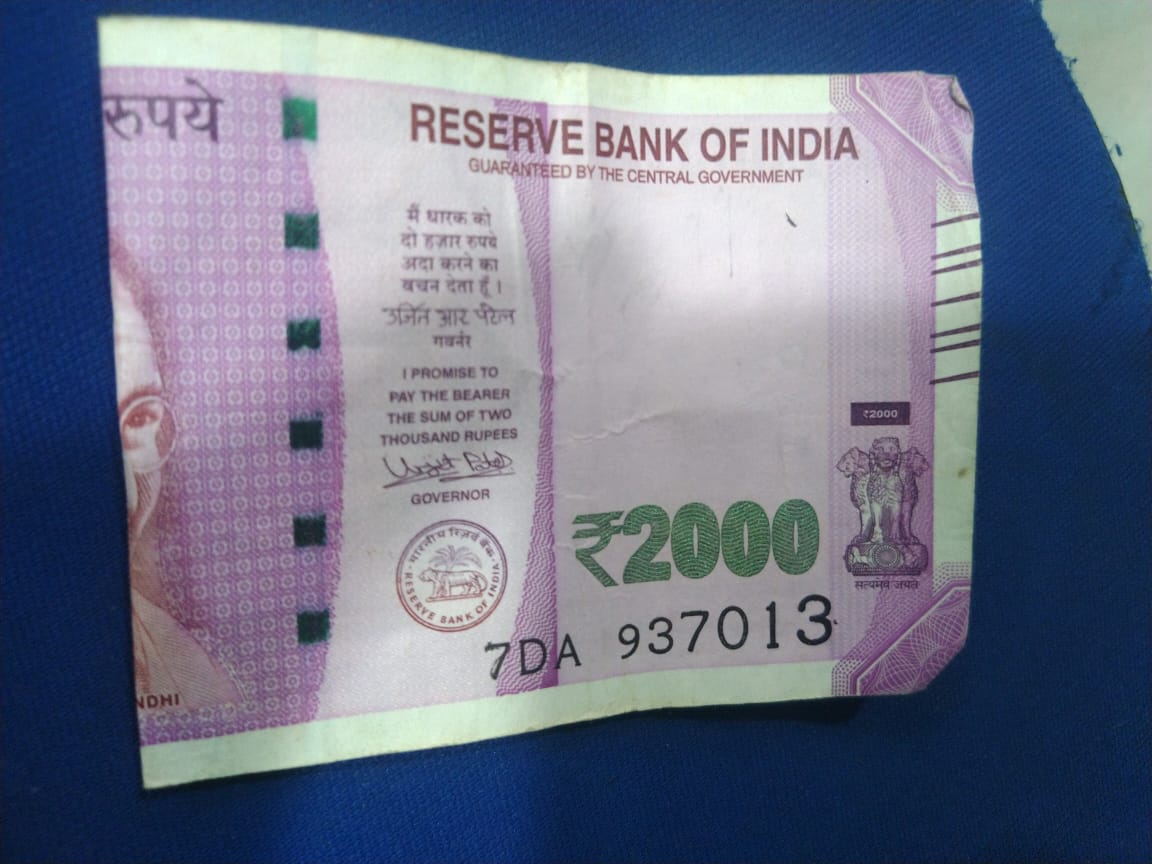 रुपये
RESERVE BANK OF INDIA
GUARANTEED BY THE CENTRAL GOVERNMENT
मैं धारक को
दो हज़ार रुपये
अदा करने का
वचन देता हूँ ।
उर्जित आर पटेल
गवर्नर
I PROMISE TO
PAY THE BEARER
THE SUM OF TWO
THOUSAND RUPEES
Urjit Patel
GOVERNOR
भारतीय रिज़र्व बैंक
RESERVE BANK OF INDIA
₹2000
₹2000
सत्यमेव जयते
7DA 937013
NDHI